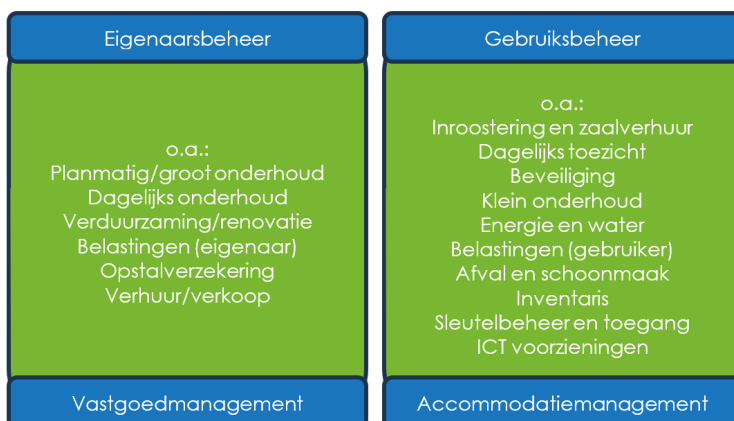 Eigenaarsbeheer
o.a.:
Planmatig/groot onderhoud
Dagelijks onderhoud
Verduurzaming/renovatie
Belastingen (eigenaar)
Opstalverzekering
Verhuur/verkoop
Vastgoedmanagement
Gebruiksbeheer
o.a.:
Inroostering en zaalverhuur
Dagelijks toezicht
Beveiliging
Klein onderhoud
Energie en water
Belastingen (gebruiker)
Afval en schoonmaak
Inventaris
Sleutelbeheer en toegang
ICT voorzieningen
Accommodatiemanagement